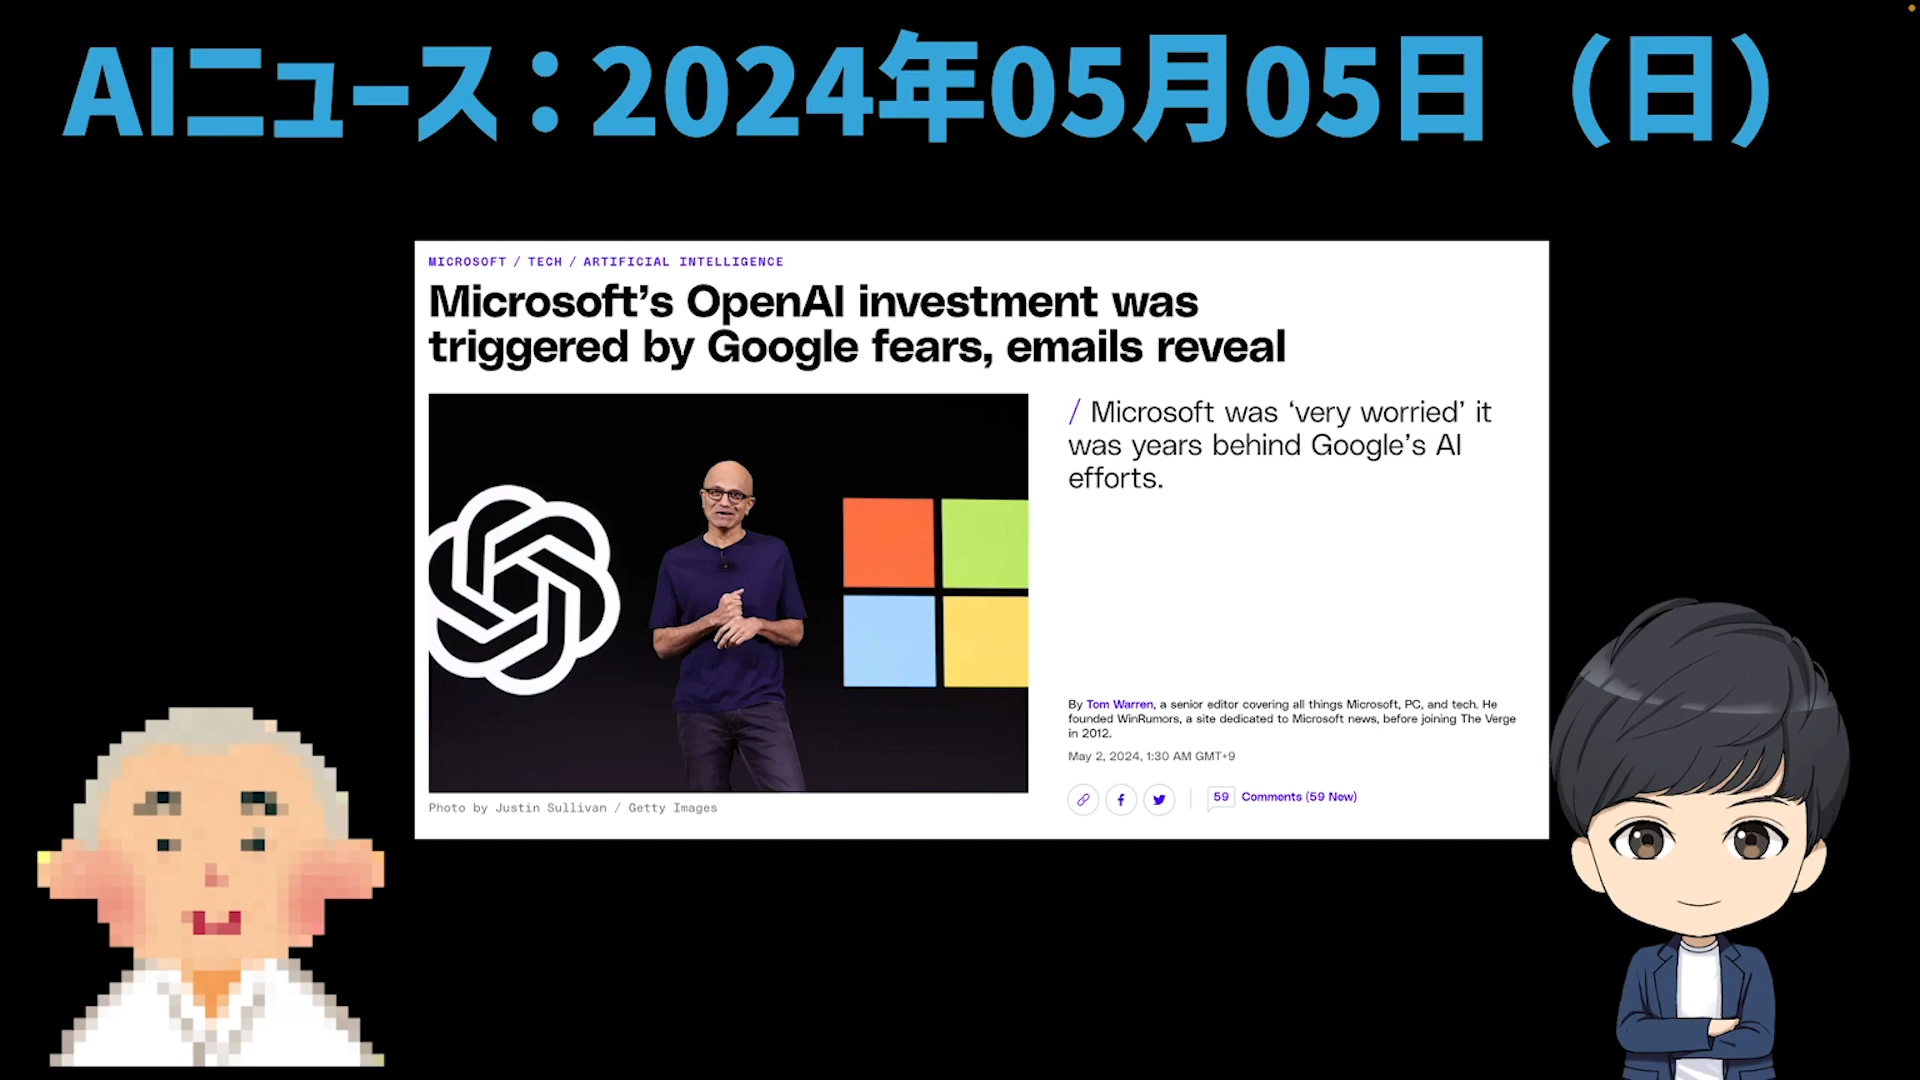 AIニュース：2024年05月05日（日）
MICROSOFT / TECH / ARTIFICIAL INTELLIGENCE
Microsoft’s OpenAI investment was
triggered by Google fears, emails reveal
/ Microsoft was ‘very worried’ it
was years behind Google’s AI
efforts.
By Tom Warren, a senior editor covering all things Microsoft, PC, and tech. He
founded WinRumors, a site dedicated to Microsoft news, before joining The Verge
in 2012.
May 2, 2024, 1:30 AM GMT+9
59 Comments (59 New)
Photo by Justin Sullivan / Getty Images